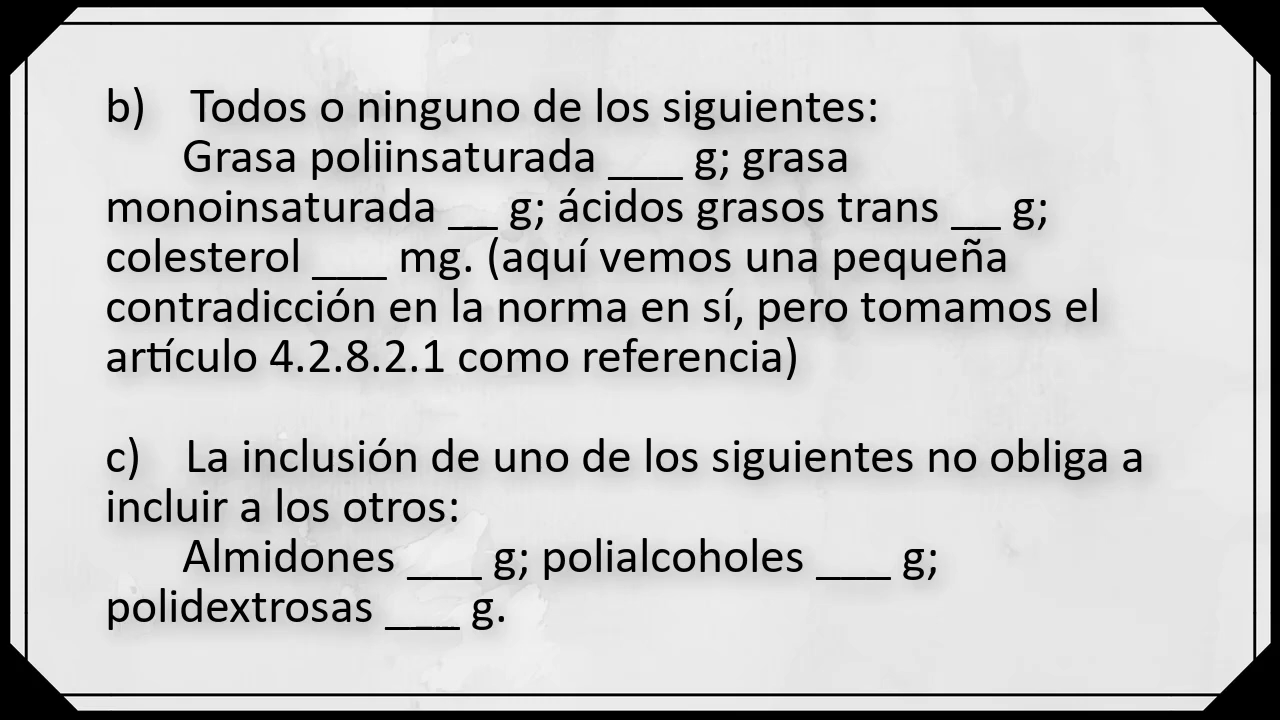 b) Todos o ninguno de los siguientes:
Grasa poliinsaturada ___ g; grasa
monoinsaturada __ g; ácidos grasos trans __ g;
colesterol ___ mg. (aquí vemos una pequeña
contradicción en la norma en sí, pero tomamos el
artículo 4.2.8.2.1 como referencia)
c) La inclusión de uno de los siguientes no obliga a
incluir a los otros:
Almidones ___ g; polialcoholes ___ g;
polidextrosas ___ g.